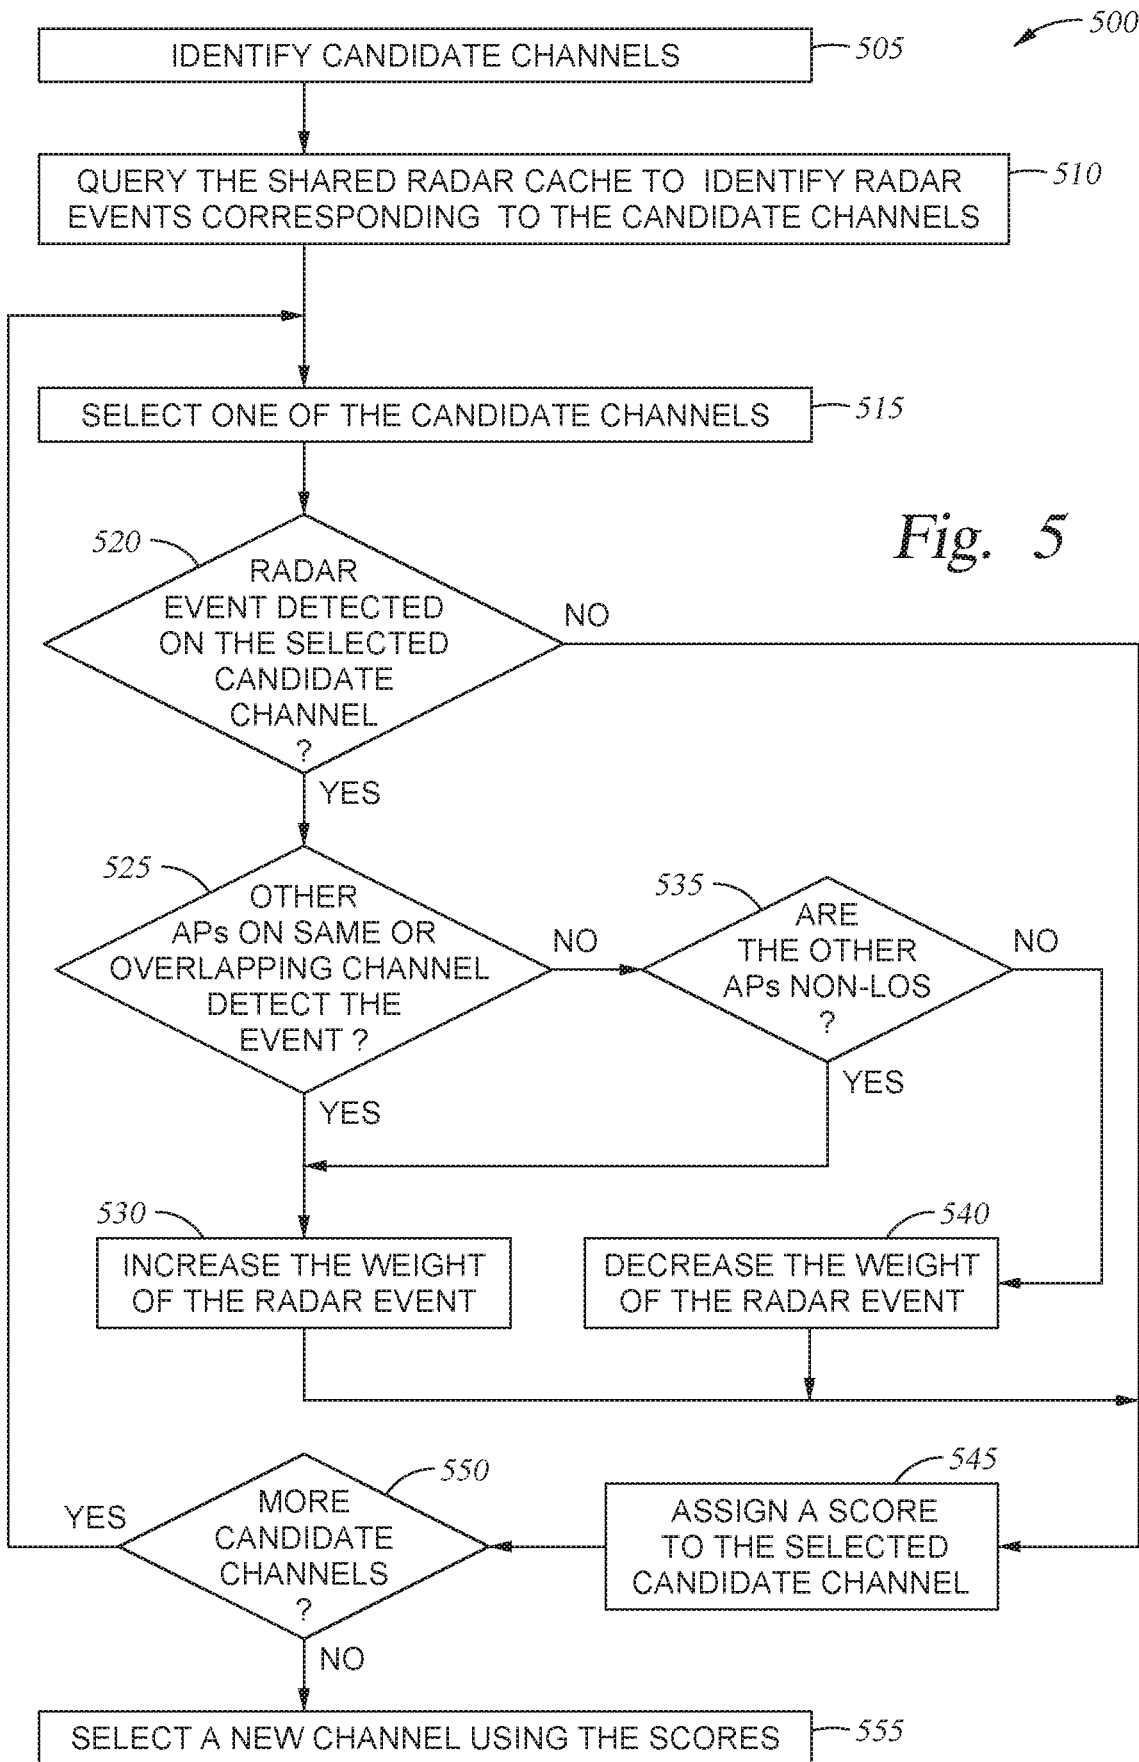 500
IDENTIFY CANDIDATE CHANNELS
505
QUERY THE SHARED RADAR CACHE TO IDENTIFY RADAR
EVENTS CORRESPONDING TO THE CANDIDATE CHANNELS
510
SELECT ONE OF THE CANDIDATE CHANNELS
515
Fig. 5
520
RADAR
EVENT DETECTED
ON THE SELECTED
CANDIDATE
CHANNEL
?
NO
YES
525
OTHER
APs ON SAME OR
OVERLAPPING CHANNEL
DETECT THE
EVENT ?
NO
YES
535
ARE
THE OTHER
APs NON-LOS
?
NO
YES
530
INCREASE THE WEIGHT
OF THE RADAR EVENT
540
DECREASE THE WEIGHT
OF THE RADAR EVENT
545
ASSIGN A SCORE
TO THE SELECTED
CANDIDATE CHANNEL
550
MORE
CANDIDATE
CHANNELS
?
YES
NO
SELECT A NEW CHANNEL USING THE SCORES
555